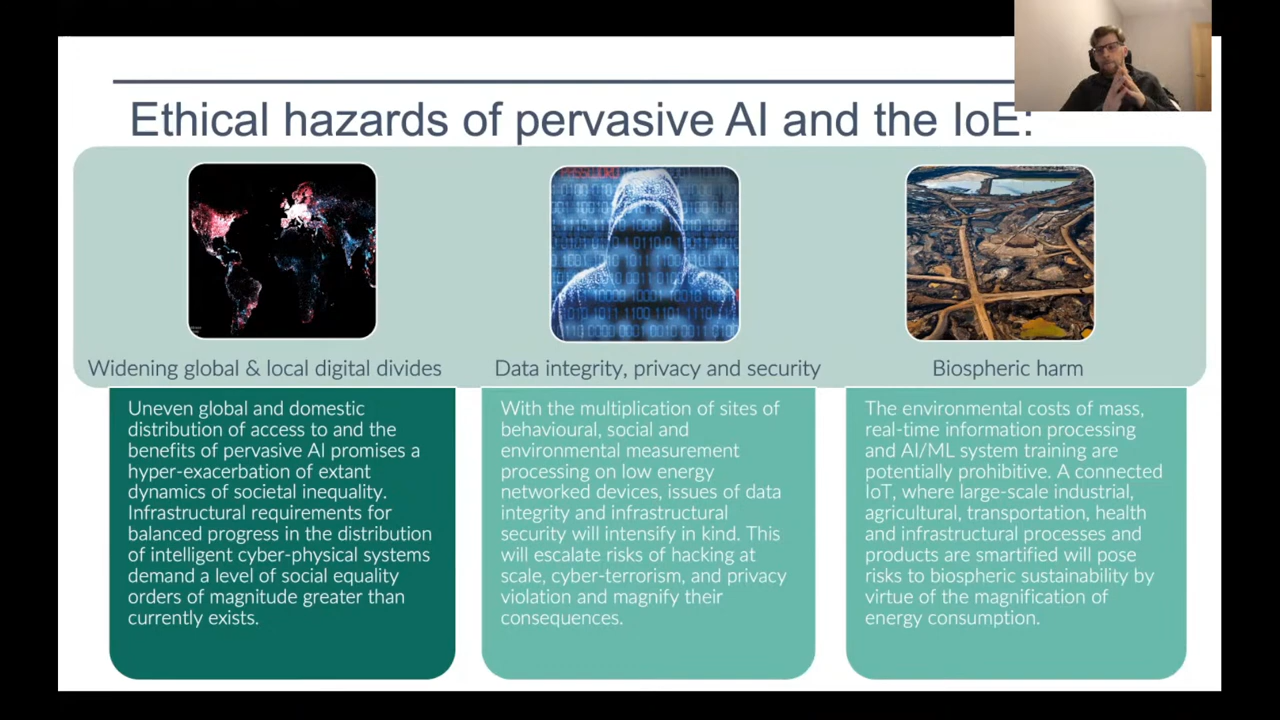 Ethical hazards of pervasive AI and the IoE:
Widening global & local digital divides
Uneven global and domestic
distribution of access to and the
benefits of pervasive AI promises a
hyper-exacerbation of extant
dynamics of societal inequality.
Infrastructural requirements for
balanced progress in the distribution
of intelligent cyber-physical systems
demand a level of social equality
orders of magnitude greater than
currently exists.
Data integrity, privacy and security
With the multiplication of sites of
behavioural, social and
environmental measurement
processing on low energy
networked devices, issues of data
integrity and infrastructural
security will intensify in kind. This
will escalate risks of hacking at
scale, cyber-terrorism, and privacy
violation and magnify their
consequences.
Biospheric harm
The environmental costs of mass,
real-time information processing
and AI/ML system training are
potentially prohibitive. A connected
IoT, where large-scale industrial,
agricultural, transportation, health
and infrastructural processes and
products are smartified will pose
risks to biospheric sustainability by
virtue of the magnification of
energy consumption.